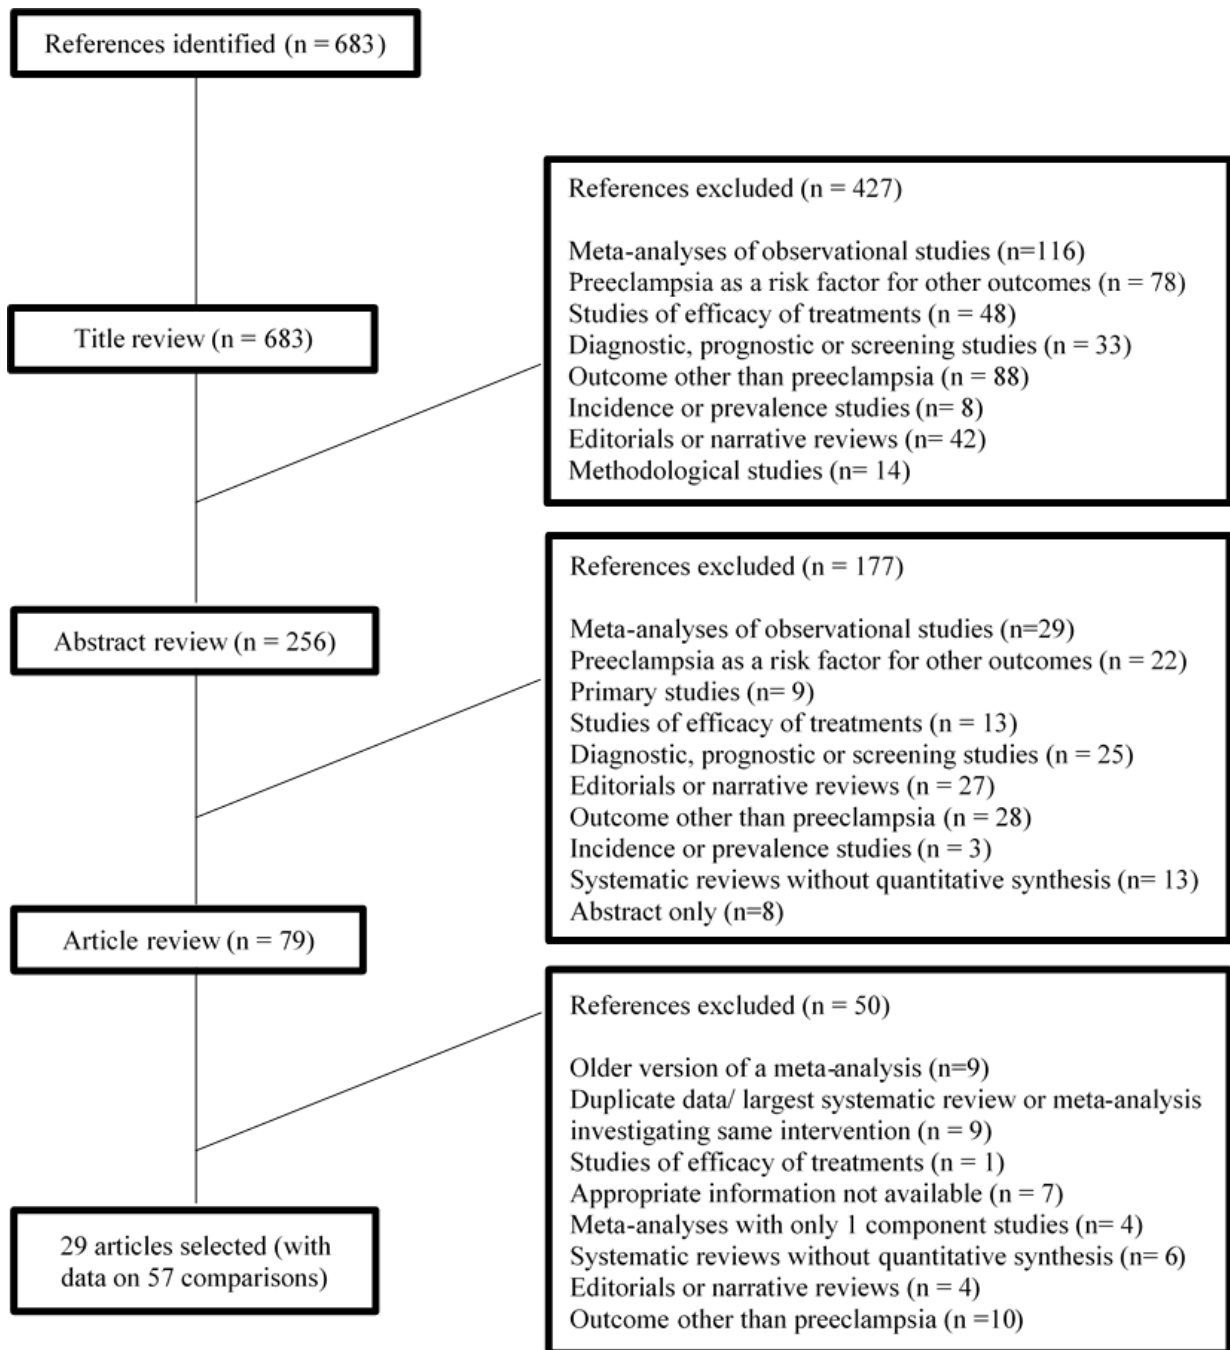 References identified (n = 683)
References excluded (n = 427)
Meta-analyses of observational studies (n=116)
Preeclampsia as a risk factor for other outcomes (n = 78)
Studies of efficacy of treatments (n = 48)
Diagnostic, prognostic or screening studies (n = 33)
Outcome other than preeclampsia (n = 88)
Incidence or prevalence studies (n= 8)
Editorials or narrative reviews (n= 42)
Methodological studies (n= 14)
Title review (n = 683)
References excluded (n = 177)
Meta-analyses of observational studies (n=29)
Preeclampsia as a risk factor for other outcomes (n = 22)
Primary studies (n= 9)
Studies of efficacy of treatments (n = 13)
Diagnostic, prognostic or screening studies (n = 25)
Editorials or narrative reviews (n = 27)
Outcome other than preeclampsia (n = 28)
Incidence or prevalence studies (n = 3)
Systematic reviews without quantitative synthesis (n= 13)
Abstract only (n=8)
Abstract review (n = 256)
Article review (n = 79)
References excluded (n = 50)
Older version of a meta-analysis (n=9)
Duplicate data/ largest systematic review or meta-analysis
investigating same intervention (n = 9)
Studies of efficacy of treatments (n = 1)
Appropriate information not available (n = 7)
Meta-analyses with only 1 component studies (n= 4)
Systematic reviews without quantitative synthesis (n= 6)
Editorials or narrative reviews (n = 4)
Outcome other than preeclampsia (n =10)
29 articles selected (with
data on 57 comparisons)